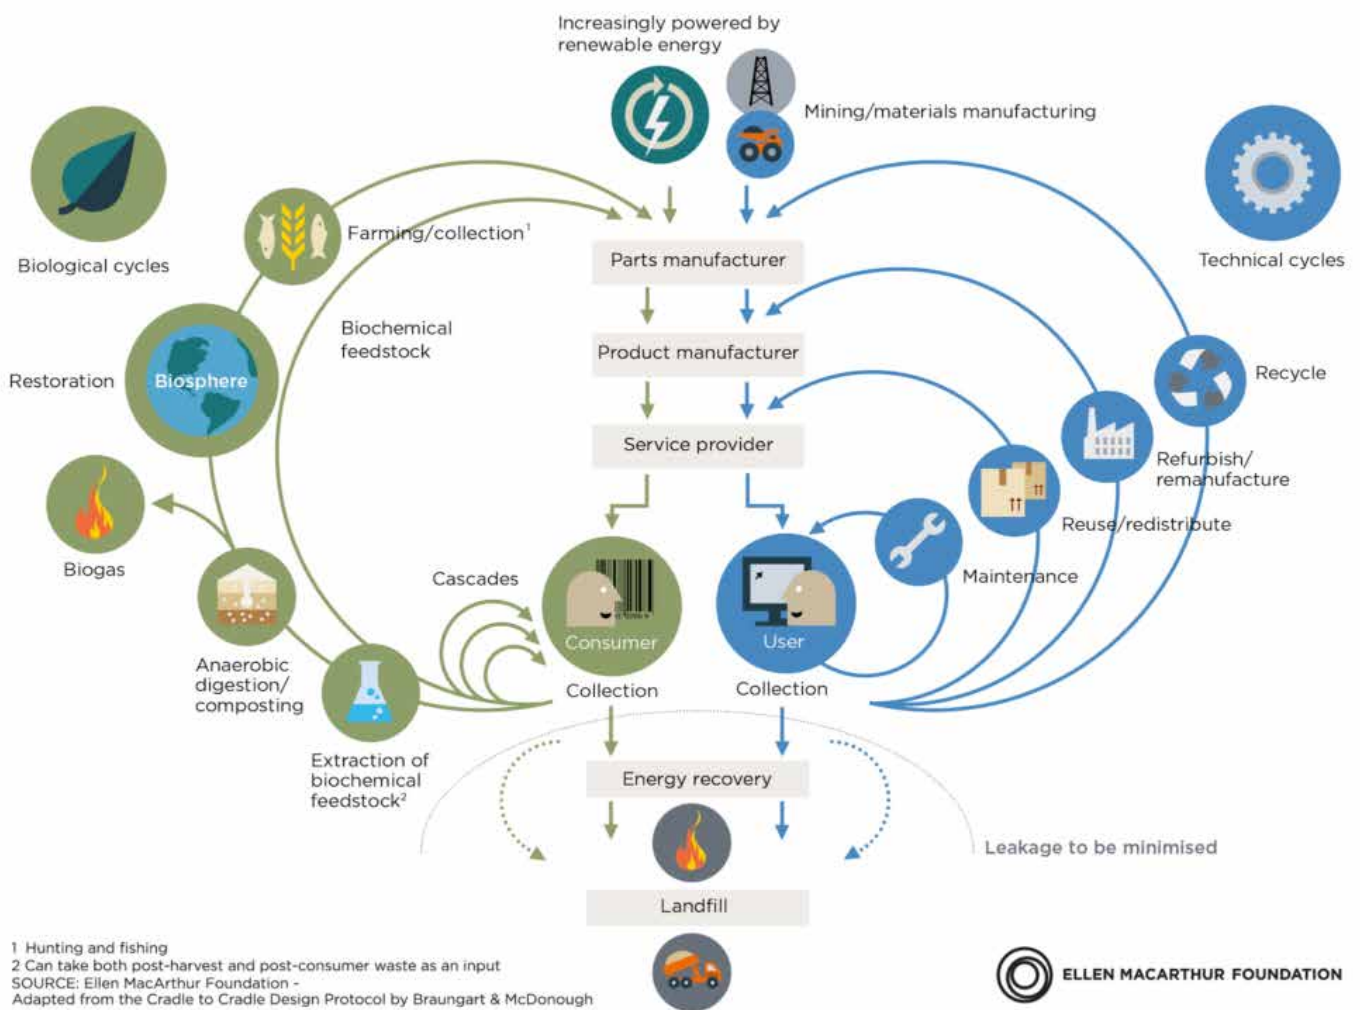 Increasingly powered by
renewable energy
Mining/materials manufacturing
Biological cycles
Technical cycles
Farming/collection¹
Parts manufacturer
Biochemical
feedstock
Product manufacturer
Restoration
Biosphere
Recycle
Service provider
Refurbish/
remanufacture
Reuse/redistribute
Biogas
Cascades
Maintenance
Consumer
User
Anaerobic
digestion/
composting
Collection
Collection
Extraction of
biochemical
feedstock²
Energy recovery
Leakage to be minimised
Landfill
1 Hunting and fishing
2 Can take both post-harvest and post-consumer waste as an input
SOURCE: Ellen MacArthur Foundation -
Adapted from the Cradle to Cradle Design Protocol by Braungart & McDonough
ELLEN MACARTHUR FOUNDATION